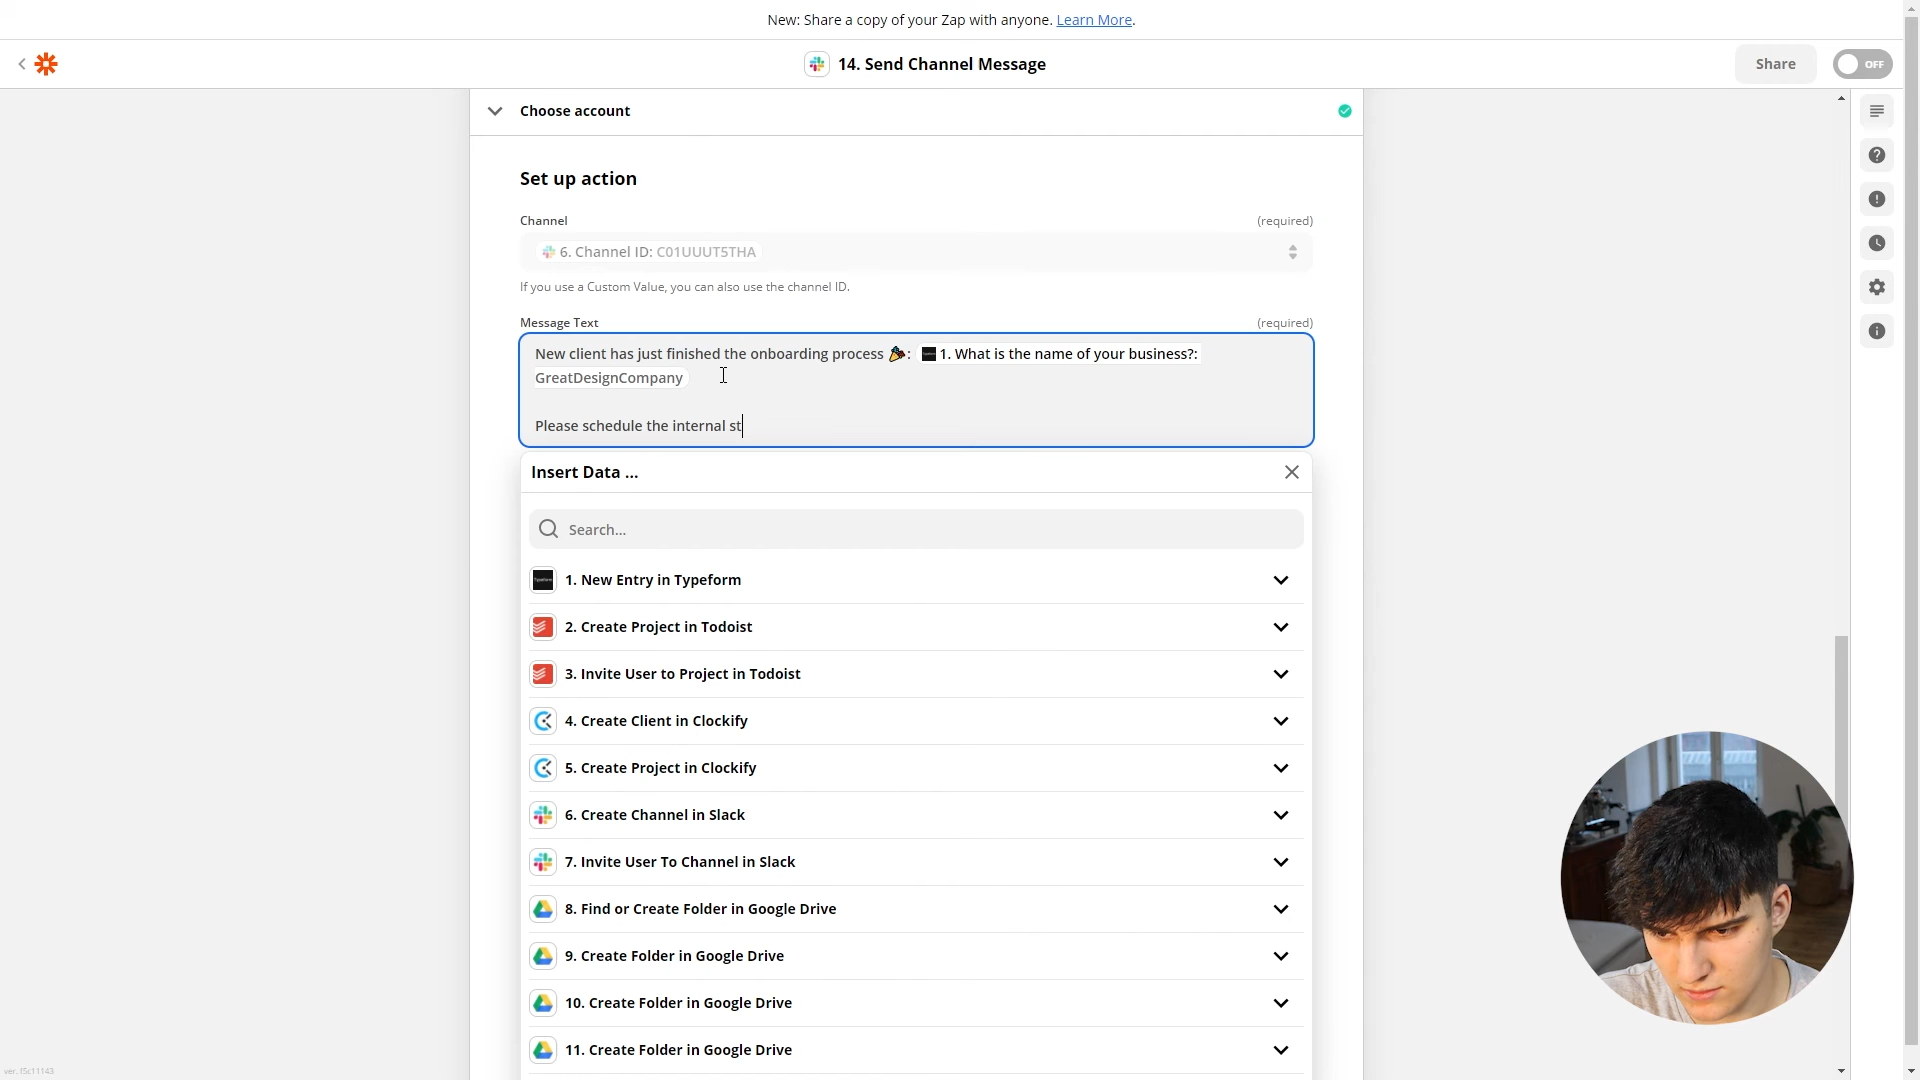 New: Share a copy of your Zap with anyone. Learn More.
14. Send Channel Message
Share
OFF
Choose account
Set up action
Channel (required)
6. Channel ID: C01UUUT5THA
If you use a Custom Value, you can also use the channel ID.
Message Text (required)
New client has just finished the onboarding process 🎉: 1. What is the name of your business?:
GreatDesignCompany
Please schedule the internal st
Insert Data ...
Search...
1. New Entry in Typeform
2. Create Project in Todoist
3. Invite User to Project in Todoist
4. Create Client in Clockify
5. Create Project in Clockify
6. Create Channel in Slack
7. Invite User To Channel in Slack
8. Find or Create Folder in Google Drive
9. Create Folder in Google Drive
10. Create Folder in Google Drive
11. Create Folder in Google Drive